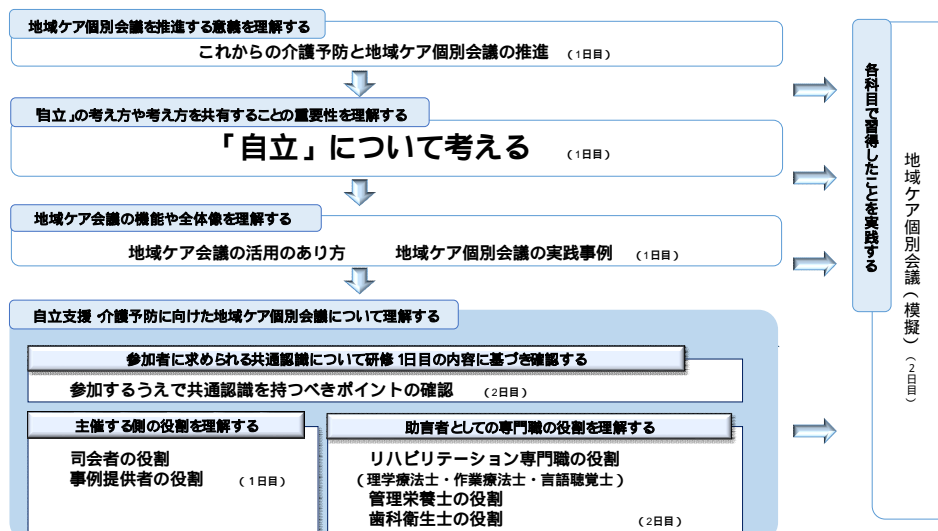 地域ケア個別会議を推進する意義を理解する
これからの介護予防と地域ケア個別会議の推進 （1日目）
「自立」の考え方や考え方を共有することの重要性を理解する
「自立」について考える （1日目）
地域ケア会議の機能や全体像を理解する
地域ケア会議の活用のあり方 地域ケア個別会議の実践事例 （1日目）
自立支援・介護予防に向けた地域ケア個別会議について理解する
参加者に求められる共通認識について研修1日目の内容に基づき確認する
参加するうえで共通認識を持つべきポイントの確認 （2日目）
主催する側の役割を理解する
司会者の役割
事例提供者の役割 （1日目）
助言者としての専門職の役割を理解する
リハビリテーション専門職の役割
（理学療法士・作業療法士・言語聴覚士）
管理栄養士の役割
歯科衛生士の役割 （2日目）
各科目で習得したことを実践する
地域ケア個別会議（模擬）（2日目）